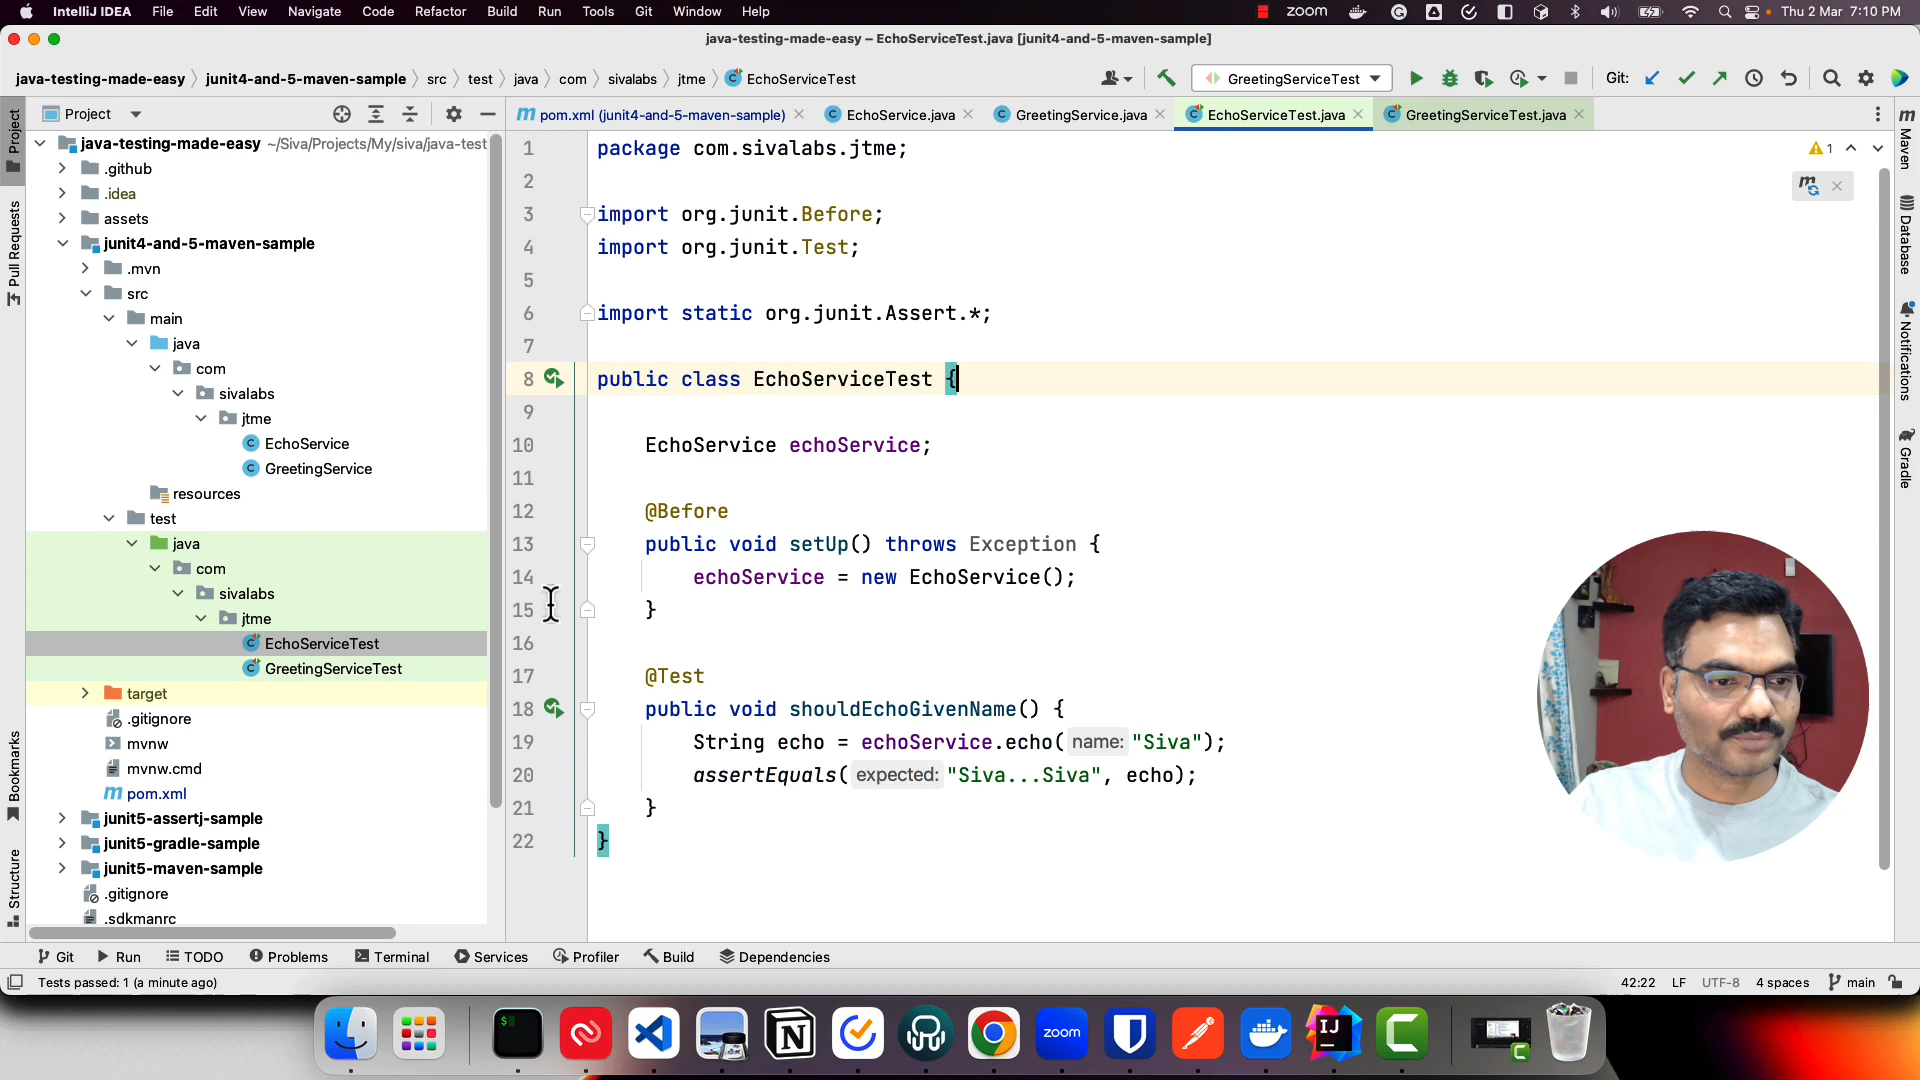 IntelliJ IDEA File Edit View Navigate Code Refactor Build Run Tools Git Window Help zoom Thu 2 Mar 7:10 PM
java-testing-made-easy – EchoServiceTest.java [junit4-and-5-maven-sample]
java-testing-made-easy junit4-and-5-maven-sample src test java com sivalabs jtme EchoServiceTest GreetingServiceTest Git:
Project
pom.xml (junit4-and-5-maven-sample) EchoService.java GreetingService.java EchoServiceTest.java GreetingServiceTest.java
Project
Pull Requests
Bookmarks
Structure
java-testing-made-easy ~/Siva/Projects/My/siva/java-test
.github
.idea
assets
junit4-and-5-maven-sample
.mvn
src
main
java
com
sivalabs
jtme
EchoService
GreetingService
resources
test
java
com
sivalabs
jtme
EchoServiceTest
GreetingServiceTest
target
.gitignore
mvnw
mvnw.cmd
pom.xml
junit5-assertj-sample
junit5-gradle-sample
junit5-maven-sample
.gitignore
.sdkmanrc
1 package com.sivalabs.jtme;
2
3 import org.junit.Before;
4 import org.junit.Test;
5
6 import static org.junit.Assert.*;
7
8 public class EchoServiceTest {
9
10 EchoService echoService;
11
12 @Before
13 public void setUp() throws Exception {
14 echoService = new EchoService();
15 }
16
17 @Test
18 public void shouldEchoGivenName() {
19 String echo = echoService.echo( name: "Siva");
20 assertEquals( expected: "Siva...Siva", echo);
21 }
22 }
1
Maven
Database
Notifications
Gradle
Git Run TODO Problems Terminal Services Profiler Build Dependencies
Tests passed: 1 (a minute ago) 42:22 LF UTF-8 4 spaces main
zoom
IJ